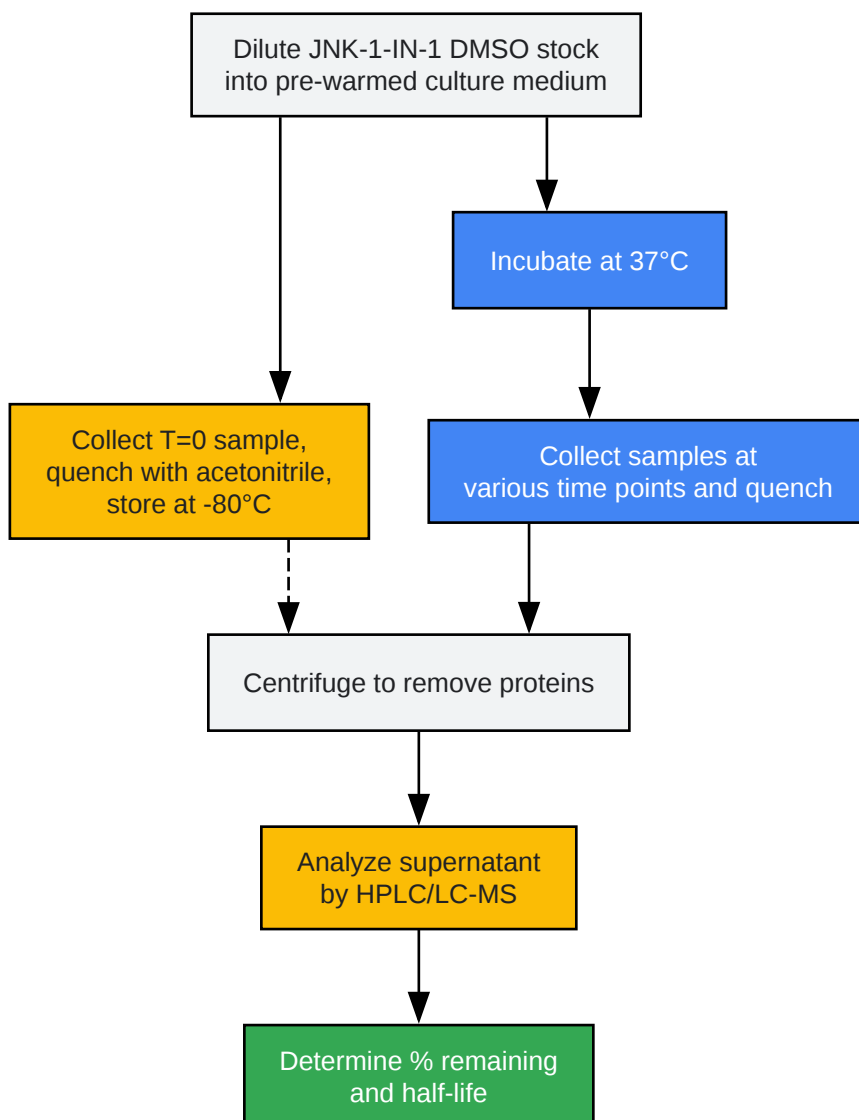 Dilute JNK-1-IN-1 DMSO stock
into pre-warmed culture medium
Incubate at 37°C
Collect T=0 sample,
quench with acetonitrile,
store at -80°C
Collect samples at
various time points and quench
Centrifuge to remove proteins
Analyze supernatant
by HPLC/LC-MS
Determine % remaining
and half-life